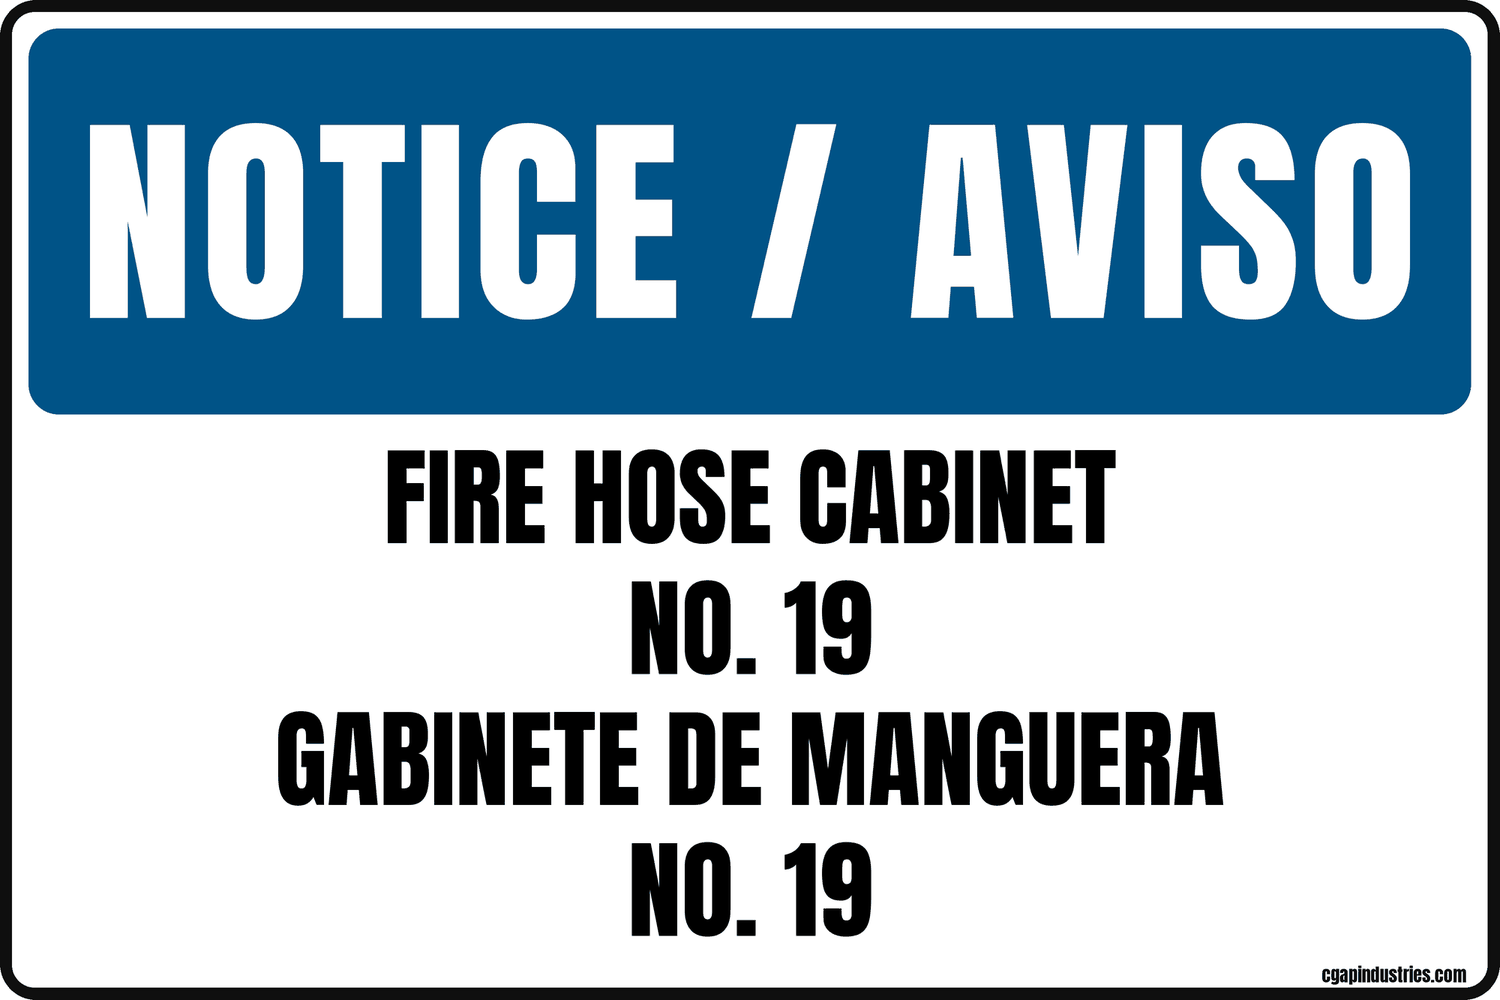 NOTICE / AVISO
FIRE HOSE CABINET
NO. 19
GABINETE DE MANGUERA
NO. 19
cgapindustries.com